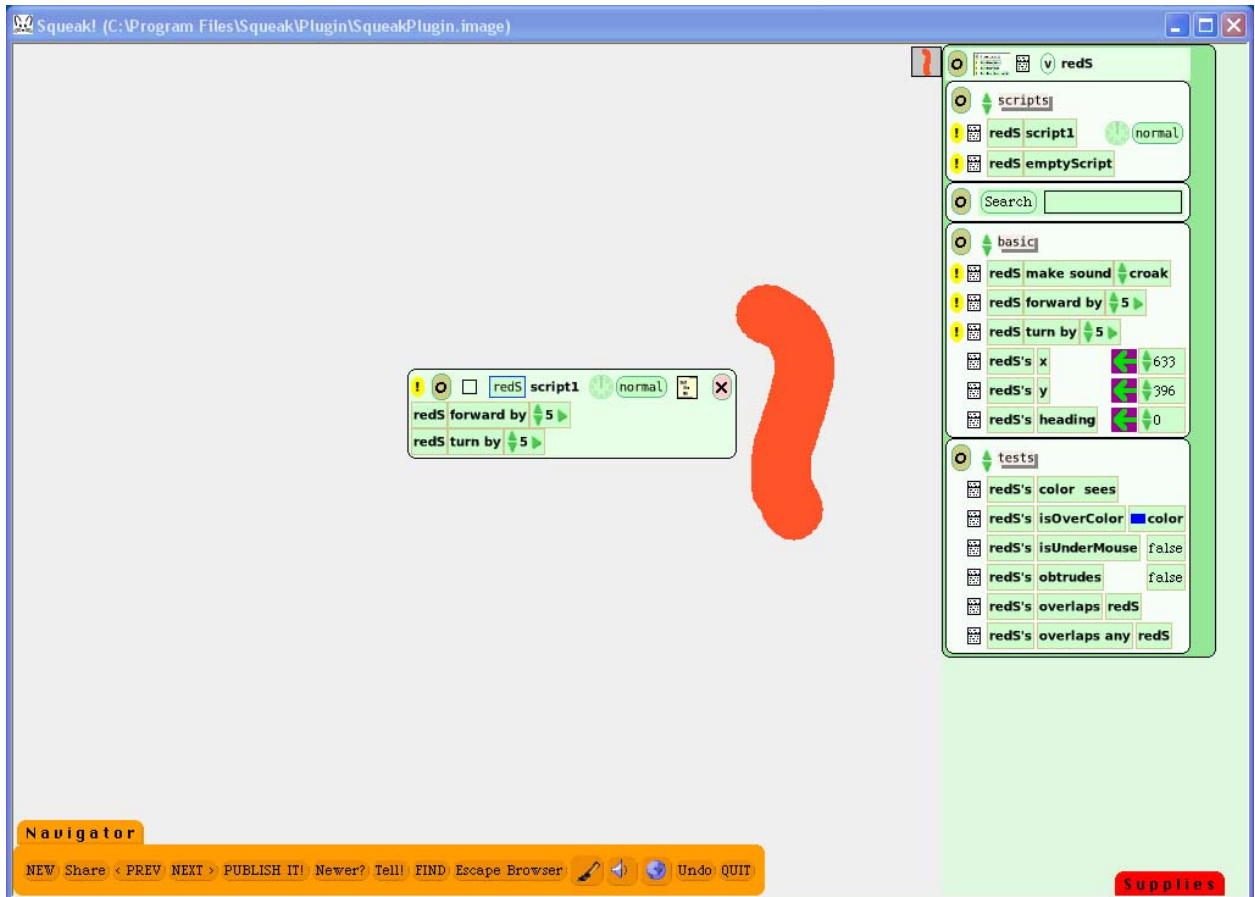 Squeak! (C:\Program Files\Squeak\Plugin\SqueakPlugin.image)
v redS
scripts
! redS script1 normal
! redS emptyScript
Search
basic
! redS make sound croak
! redS forward by 5
! redS turn by 5
redS's x 633
redS's y 396
redS's heading 0
tests
redS's color sees
redS's isOverColor color
redS's isUnderMouse false
redS's obtrudes false
redS's overlaps redS
redS's overlaps any redS
! redS script1 normal
redS forward by 5
redS turn by 5
Navigator
NEW Share < PREV NEXT > PUBLISH IT! Newer? Tell! FIND Escape Browser Undo QUIT
Supplies